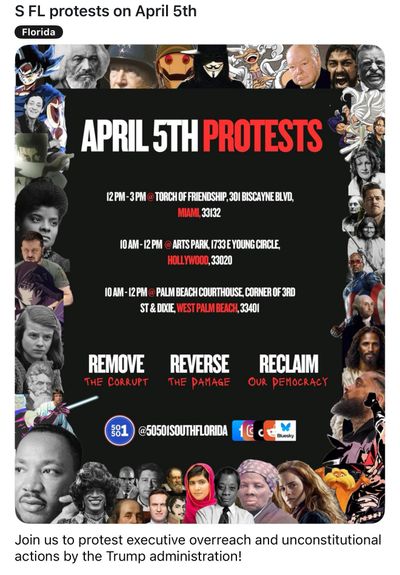 S FL protests on April 5th
Florida
APRIL 5TH PROTESTS
12 PM - 3 PM @ TORCH OF FRIENDSHIP, 301 BISCAYNE BLVD,
MIAMI, 33132
10 AM - 12 PM @ ARTS PARK, 1733 E YOUNG CIRCLE,
HOLLYWOOD, 33020
10 AM - 12 PM @ PALM BEACH COURTHOUSE, CORNER OF 3RD
ST & DIXIE, WEST PALM BEACH, 33401
REMOVE REVERSE RECLAIM
THE CORRUPT THE DAMAGE OUR DEMOCRACY
50
50
1
@50501SOUTHFLORIDA
Bluesky
Join us to protest executive overreach and unconstitutional
actions by the Trump administration!